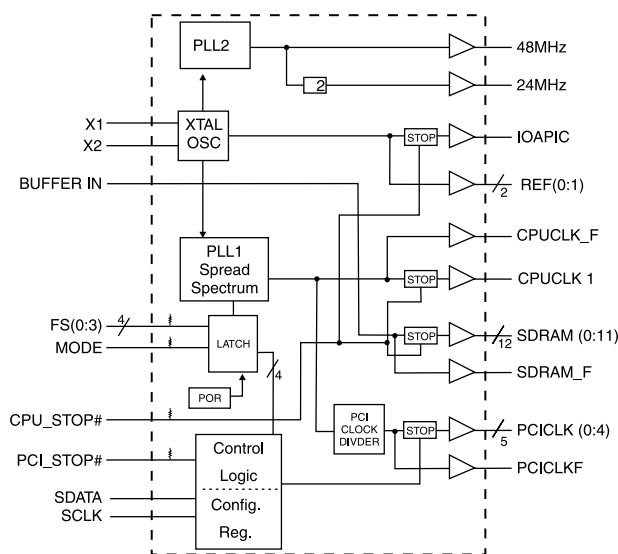 PLL2
48MHz
2
24MHz
X1
X2
XTAL
OSC
STOP
IOAPIC
BUFFER IN
2
REF(0:1)
CPUCLK_F
PLL1
Spread
Spectrum
STOP
CPUCLK 1
FS(0:3)
4
MODE
LATCH
STOP
12
SDRAM (0:11)
4
SDRAM_F
POR
CPU_STOP#
PCI
CLOCK
DIVDER
STOP
5
PCICLK (0:4)
PCI_STOP#
Control
Logic
PCICLKF
SDATA
SCLK
Config.
Reg.